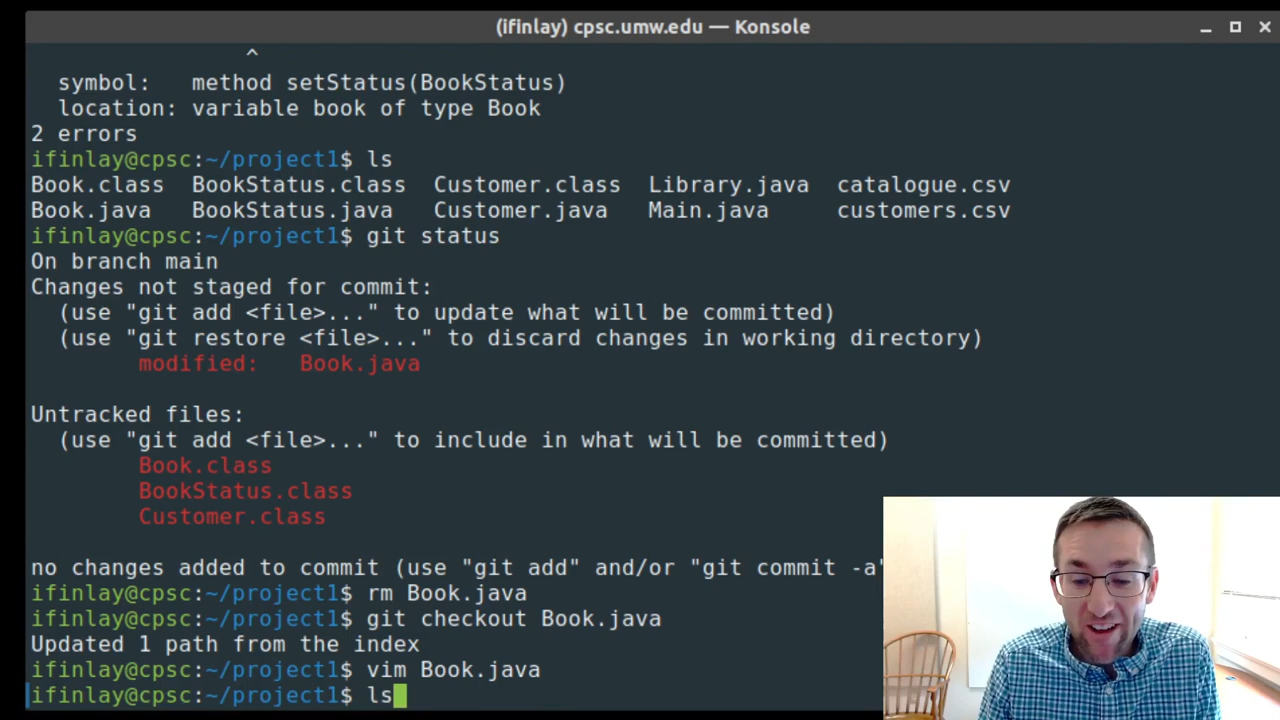 (ifinlay) cpsc.umw.edu — Konsole
^
symbol: method setStatus(BookStatus)
location: variable book of type Book
2 errors
ifinlay@cpsc:~/project1$ ls
Book.class BookStatus.class Customer.class Library.java catalogue.csv
Book.java BookStatus.java Customer.java Main.java customers.csv
ifinlay@cpsc:~/project1$ git status
On branch main
Changes not staged for commit:
(use "git add <file>..." to update what will be committed)
(use "git restore <file>..." to discard changes in working directory)
modified: Book.java
Untracked files:
(use "git add <file>..." to include in what will be committed)
Book.class
BookStatus.class
Customer.class
no changes added to commit (use "git add" and/or "git commit -a"
ifinlay@cpsc:~/project1$ rm Book.java
ifinlay@cpsc:~/project1$ git checkout Book.java
Updated 1 path from the index
ifinlay@cpsc:~/project1$ vim Book.java
ifinlay@cpsc:~/project1$ ls